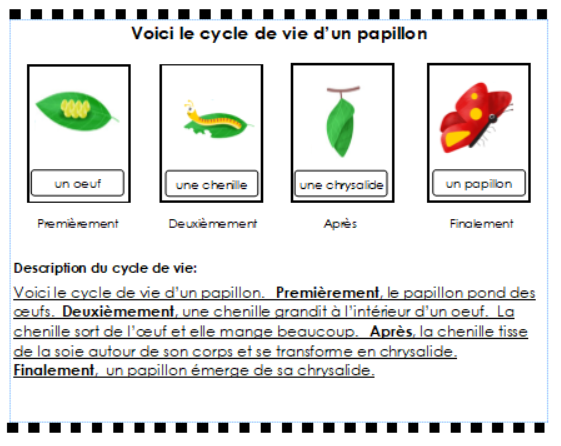 Voici le cycle de vie d'un papillon
un oeuf une chenille une chrysalide un papillon
Premièrement Deuxièmement Après Finalement
Description du cycle de vie:
Voici le cycle de vie d'un papillon. Premièrement, le papillon pond des
œufs. Deuxièmement, une chenille grandit à l'intérieur d'un oeuf. La
chenille sort de l'œuf et elle mange beaucoup. Après, la chenille tisse
de la soie autour de son corps et se transforme en chrysalide.
Finalement, un papillon émerge de sa chrysalide.